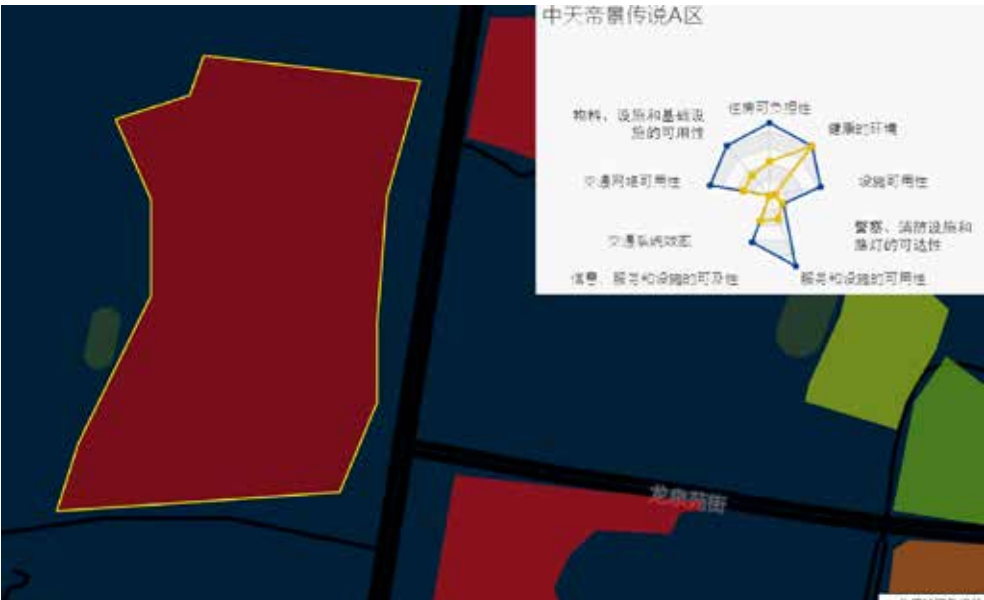 中天帝景传说A区
住房可负担性
物料、设施和基础设
施的可用性
健康的环境
交通网络可用性
设施可用性
警察、消防设施和
路灯的可达性
交通系统效态
信息、服务和设施的可及性
服务和设施的可用性
龙泉苑街